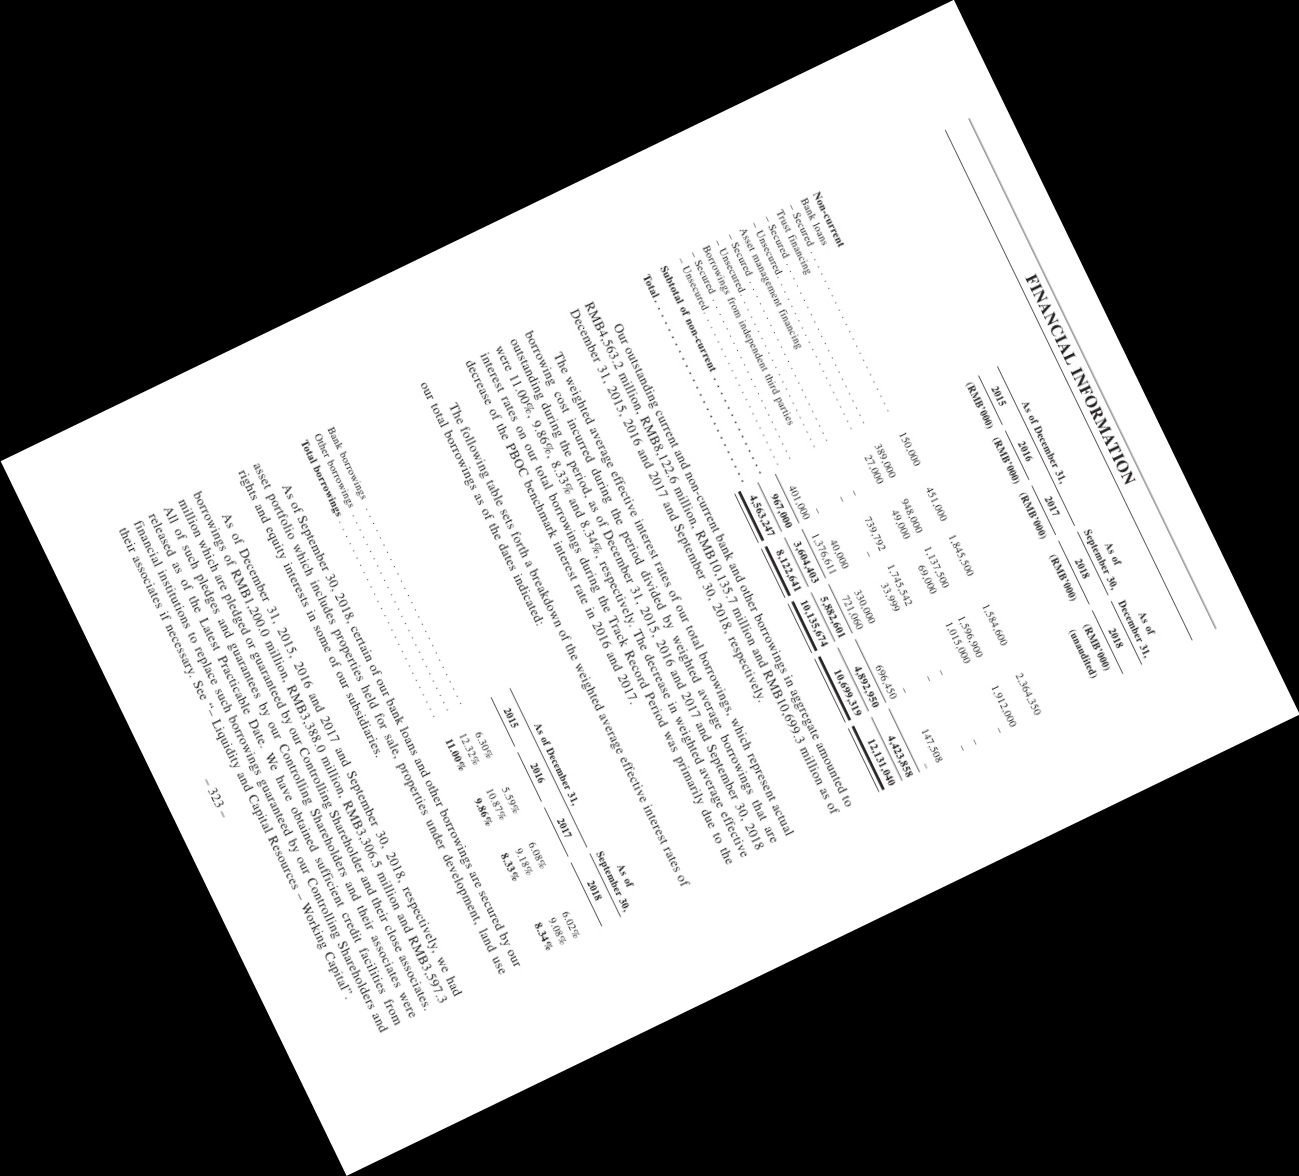 FINANCIAL INFORMATION
As of December 31, As of September 30, As of December 31,
2015 2016 2017 2018 2018
(RMB'000) (RMB'000) (RMB'000) (RMB'000) (RMB'000)
(unaudited)
Non-current
Bank loans
– Secured 150,000 451,000 1,845,500 1,584,600 2,364,350
Trust financing
– Secured 389,000 948,000 1,137,500 1,596,900 1,912,000
– Unsecured 27,000 49,000 69,000 1,015,000 –
Asset management financing
– Secured – 739,792 1,745,542 – –
– Unsecured – – 33,999 – –
Borrowings from independent third parties
– Secured – 40,000 330,000 – 147,508
– Unsecured 401,000 1,376,611 721,060 696,450 –
Subtotal of non-current 967,000 3,604,403 5,882,601 4,892,950 4,423,858
Total 4,563,247 8,122,641 10,135,674 10,699,319 12,131,040
Our outstanding current and non-current bank and other borrowings in aggregate amounted to
RMB4,563.2 million, RMB8,122.6 million, RMB10,135.7 million and RMB10,699.3 million as of
December 31, 2015, 2016 and 2017 and September 30, 2018, respectively.
The weighted average effective interest rates of our total borrowings, which represent actual
borrowing cost incurred during the period divided by weighted average borrowings that are
outstanding during the period, as of December 31, 2015, 2016 and 2017 and September 30, 2018
were 11.00%, 9.86%, 8.33% and 8.34%, respectively. The decrease in weighted average effective
interest rates on our total borrowings during the Track Record Period was primarily due to the
decrease of the PBOC benchmark interest rate in 2016 and 2017.
The following table sets forth a breakdown of the weighted average effective interest rates of
our total borrowings as of the dates indicated:
As of December 31, As of September 30,
2015 2016 2017 2018
Bank borrowings 6.30% 5.59% 6.08% 6.02%
Other borrowings 12.32% 10.87% 9.18% 9.08%
Total borrowings 11.00% 9.86% 8.33% 8.34%
As of September 30, 2018, certain of our bank loans and other borrowings are secured by our
asset portfolio which includes properties held for sale, properties under development, land use
rights and equity interests in some of our subsidiaries.
As of December 31, 2015, 2016 and 2017 and September 30, 2018, respectively, we had
borrowings of RMB1,200.0 million, RMB3,388.0 million, RMB3,306.5 million and RMB3,597.3
million which are pledged or guaranteed by our Controlling Shareholder and their close associates.
All of such pledges and guarantees by our Controlling Shareholders and their associates were
released as of the Latest Practicable Date. We have obtained sufficient credit facilities from
financial institutions to replace such borrowings guaranteed by our Controlling Shareholders and
their associates if necessary. See “– Liquidity and Capital Resources – Working Capital”.
– 323 –